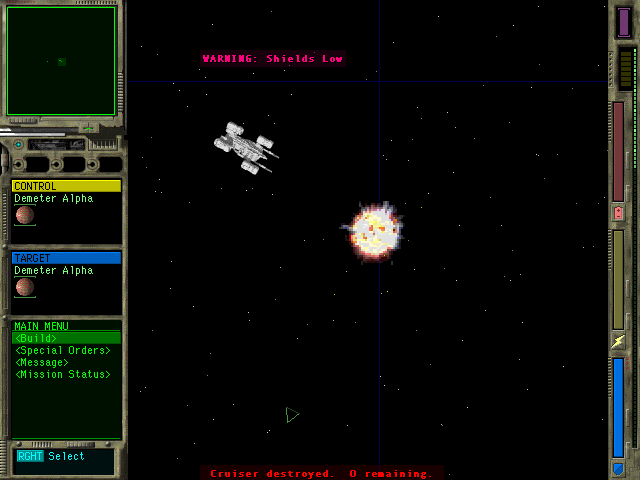 WARNING: Shields Low
CONTROL
Demeter Alpha
TARGET
Demeter Alpha
MAIN MENU
<Build>
<Special Orders>
<Message>
<Mission Status>
RGHT Select
Cruiser destroyed. 0 remaining.